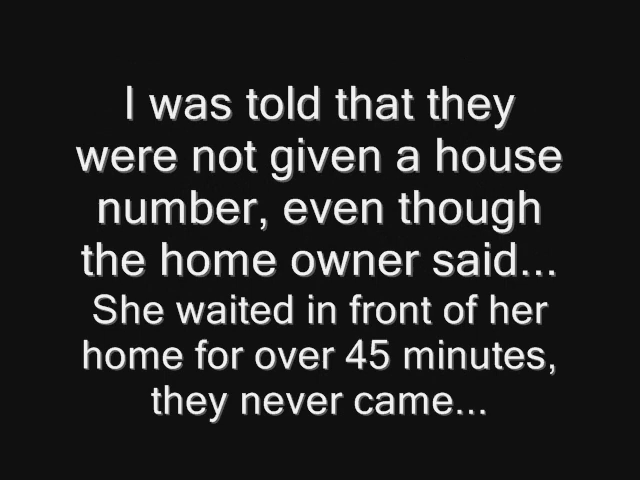 I was told that they
were not given a house
number, even though
the home owner said...
She waited in front of her
home for over 45 minutes,
they never came...